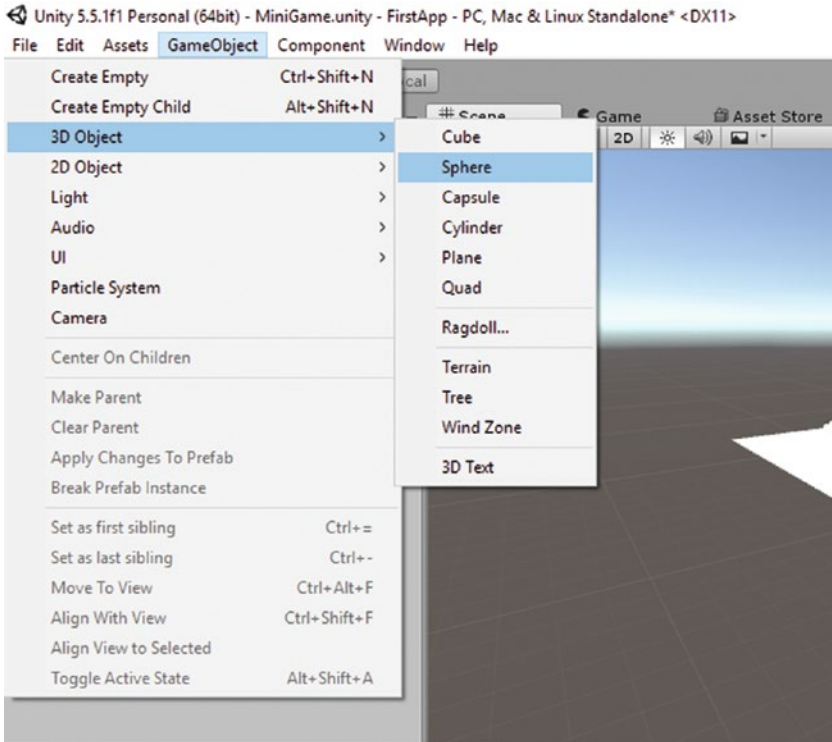 Unity 5.5.1f1 Personal (64bit) - MiniGame.unity - FirstApp - PC, Mac & Linux Standalone* <DX11>
File Edit Assets GameObject Component Window Help
Create Empty Ctrl+Shift+N
Create Empty Child Alt+Shift+N
3D Object >
2D Object >
Light >
Audio >
UI >
Particle System
Camera
Center On Children
Make Parent
Clear Parent
Apply Changes To Prefab
Break Prefab Instance
Set as first sibling Ctrl+=
Set as last sibling Ctrl+-
Move To View Ctrl+Alt+F
Align With View Ctrl+Shift+F
Align View to Selected
Toggle Active State Alt+Shift+A
cal
# Scene Game Asset Store
2D
Cube
Sphere
Capsule
Cylinder
Plane
Quad
Ragdoll...
Terrain
Tree
Wind Zone
3D Text